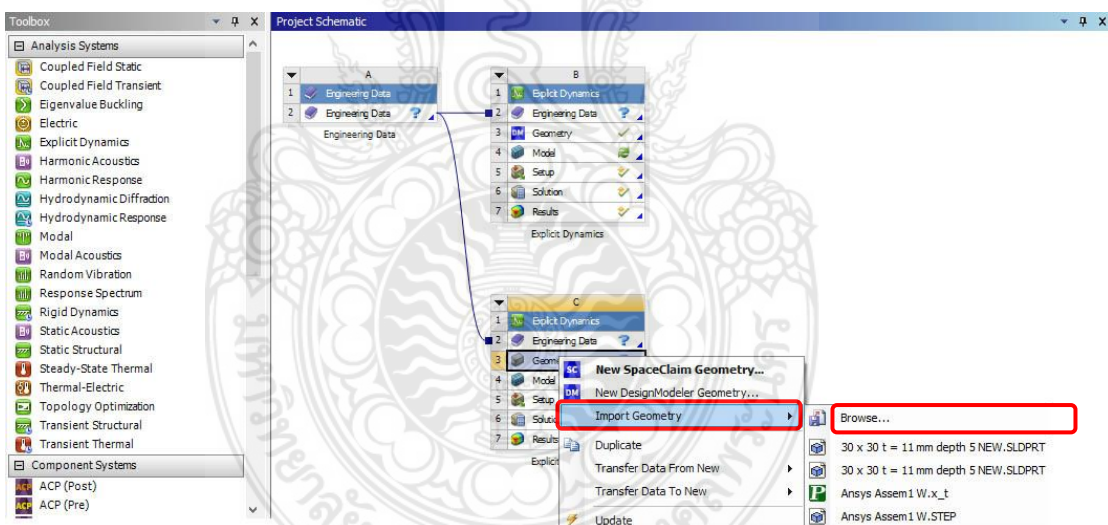 Toolbox
Project Schematic
Analysis Systems
Coupled Field Static
Coupled Field Transient
Eigenvalue Buckling
Electric
Explicit Dynamics
Harmonic Acoustics
Harmonic Response
Hydrodynamic Diffraction
Hydrodynamic Response
Modal
Modal Acoustics
Random Vibration
Response Spectrum
Rigid Dynamics
Static Acoustics
Static Structural
Steady-State Thermal
Thermal-Electric
Topology Optimization
Transient Structural
Transient Thermal
Component Systems
ACP (Post)
ACP (Pre)
A
1 Engineering Data
2 Engineering Data ?
Engineering Data
B
1 Explicit Dynamics
2 Engineering Data ?
3 DM Geometry
4 Model
5 Setup
6 Solution
7 Results
Explicit Dynamics
C
1 Explicit Dynamics
2 Engineering Data ?
3 Geom
4 Model
5 Setup
6 Solutio
7 Results
Explicit
SC New SpaceClaim Geometry...
DM New DesignModeler Geometry...
Import Geometry
Duplicate
Transfer Data From New
Transfer Data To New
Update
Browse...
30 x 30 t = 11 mm depth 5 NEW.SLDPRT
30 x 30 t = 11 mm depth 5 NEW.SLDPRT
Ansys Assem1 W.x_t
Ansys Assem1 W.STEP